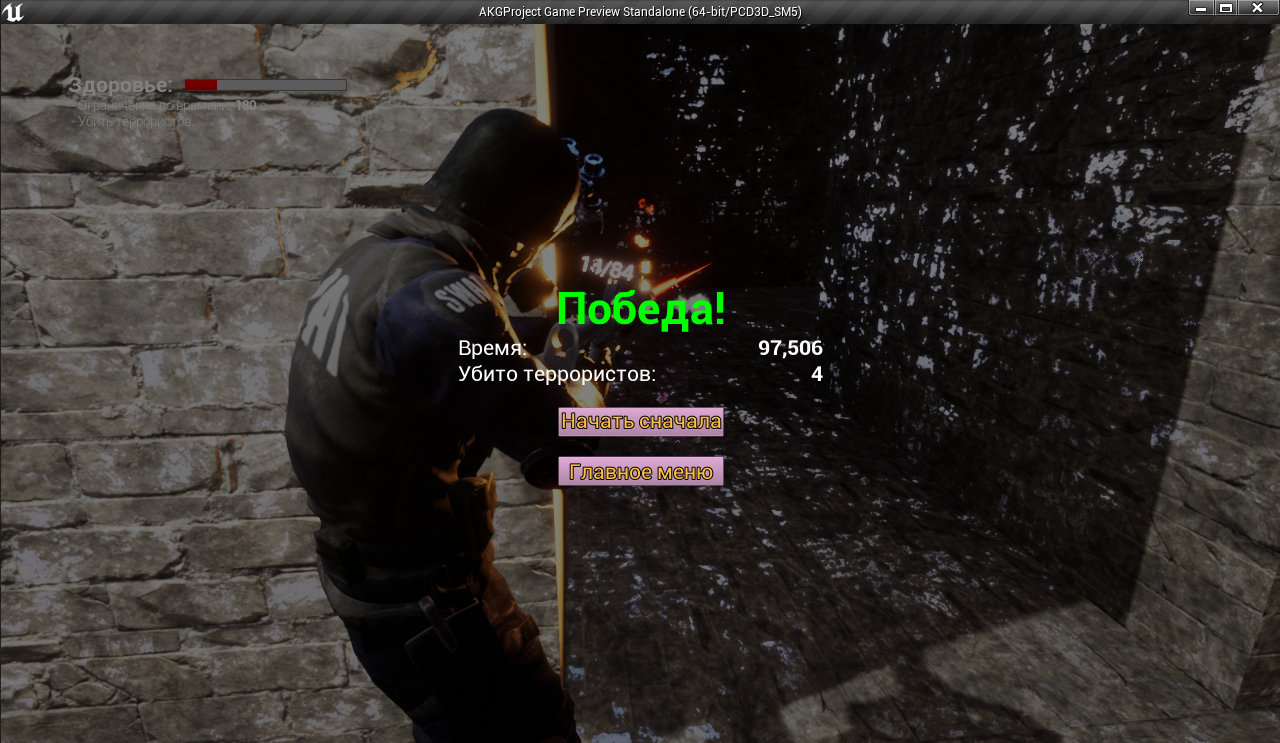 AKGProject Game Preview Standalone (64-bit/PCD3D_SM5)
Здоровье:
- Ограничение по времени: 180 с
- Убить террористов
13/84
SWAT
Победа!
Время: 97,506
Убито террористов: 4
Начать сначала
Главное меню